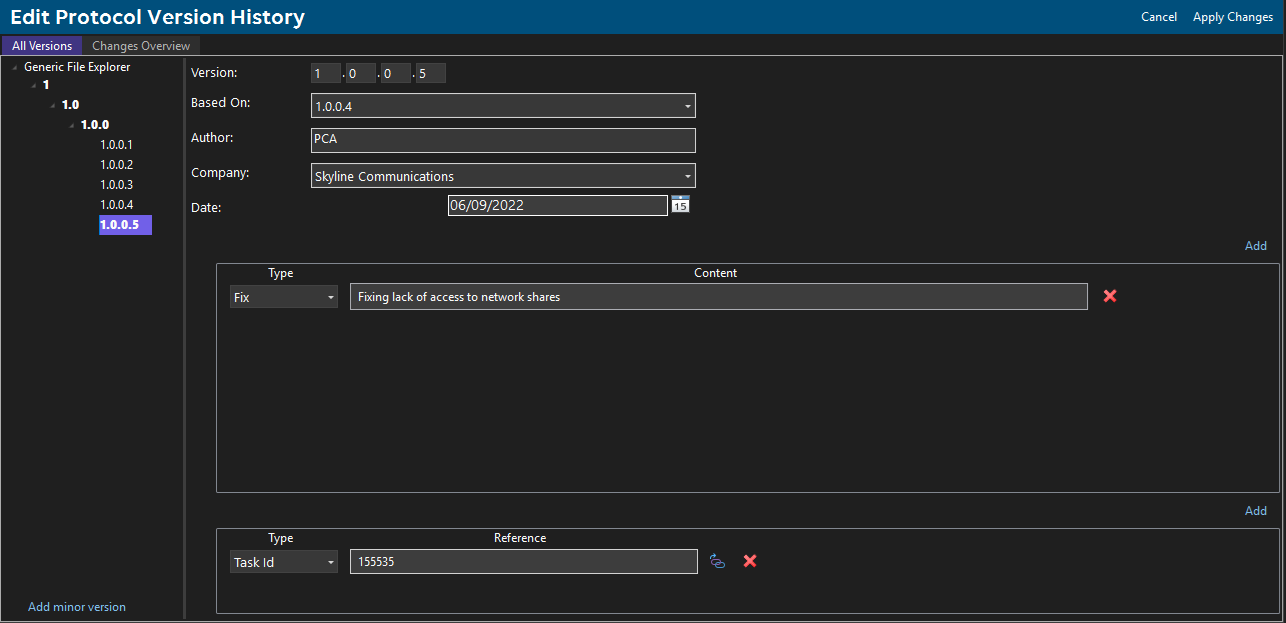 Edit Protocol Version History
Cancel Apply Changes
All Versions Changes Overview
Generic File Explorer
1
1.0
1.0.0
1.0.0.1
1.0.0.2
1.0.0.3
1.0.0.4
1.0.0.5
Add minor version
Version: 1 . 0 . 0 . 5
Based On: 1.0.0.4
Author: PCA
Company: Skyline Communications
Date: 06/09/2022 15
Add
Type Content
Fix Fixing lack of access to network shares
Add
Type Reference
Task Id 155535